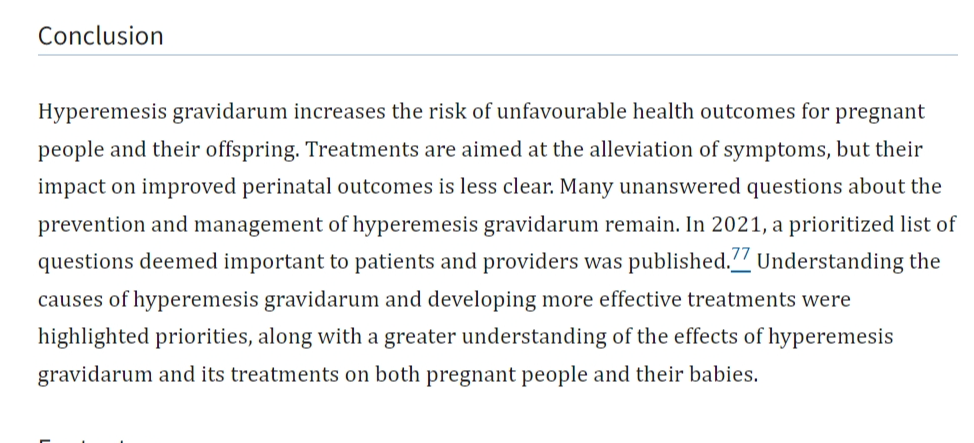 Conclusion
Hyperemesis gravidarum increases the risk of unfavourable health outcomes for pregnant
people and their offspring. Treatments are aimed at the alleviation of symptoms, but their
impact on improved perinatal outcomes is less clear. Many unanswered questions about the
prevention and management of hyperemesis gravidarum remain. In 2021, a prioritized list of
questions deemed important to patients and providers was published.77 Understanding the
causes of hyperemesis gravidarum and developing more effective treatments were
highlighted priorities, along with a greater understanding of the effects of hyperemesis
gravidarum and its treatments on both pregnant people and their babies.